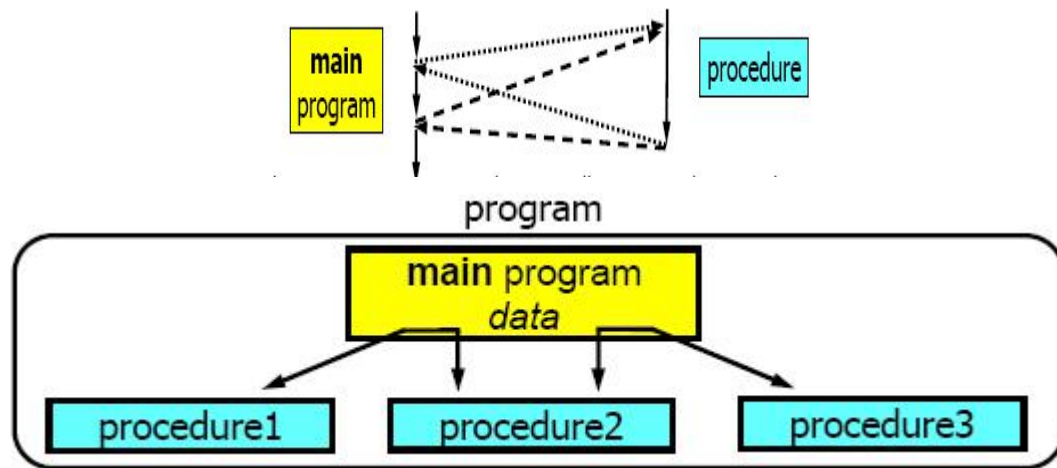 main
program
procedure
program
main program
data
procedure1
procedure2
procedure3